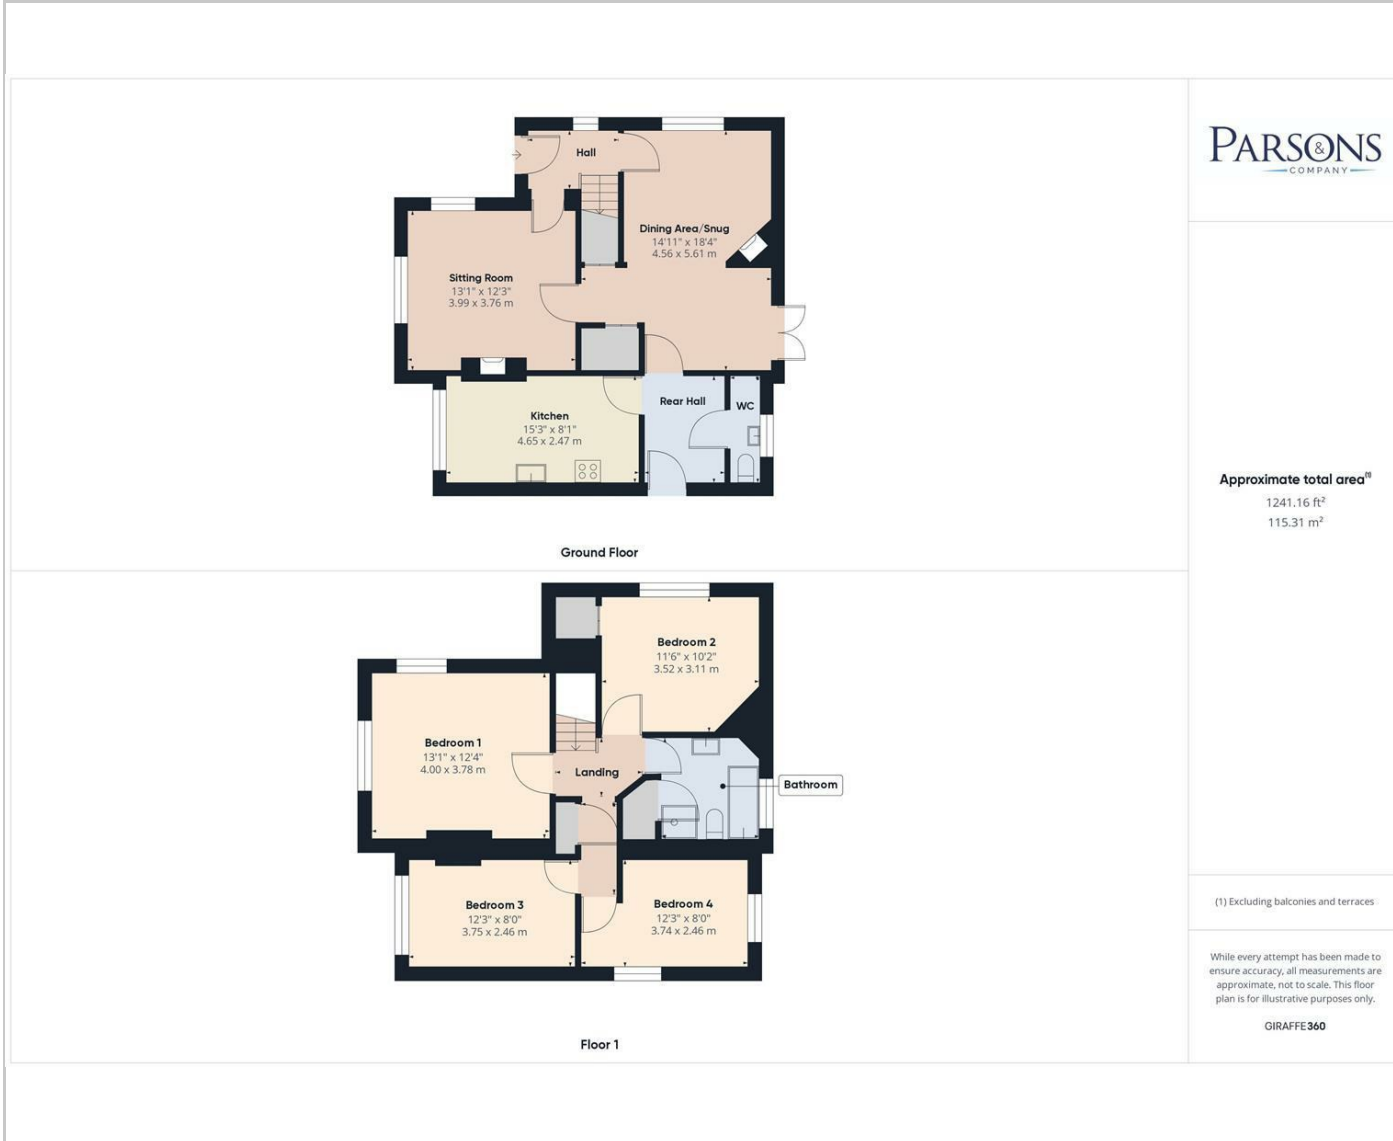 Hall
Dining Area/Snug
14'11" x 18'4"
4.56 x 5.61 m
Sitting Room
13'1" x 12'3"
3.99 x 3.76 m
Kitchen
15'3" x 8'1"
4.65 x 2.47 m
Rear Hall
WC
Ground Floor
Bedroom 2
11'6" x 10'2"
3.52 x 3.11 m
Bedroom 1
13'1" x 12'4"
4.00 x 3.78 m
Landing
Bathroom
Bedroom 3
12'3" x 8'0"
3.75 x 2.46 m
Bedroom 4
12'3" x 8'0"
3.74 x 2.46 m
Floor 1
PARSONS &
COMPANY
Approximate total area(1)
1241.16 ft²
115.31 m²
(1) Excluding balconies and terraces
While every attempt has been made to
ensure accuracy, all measurements are
approximate, not to scale. This floor
plan is for illustrative purposes only.
GIRAFFE360